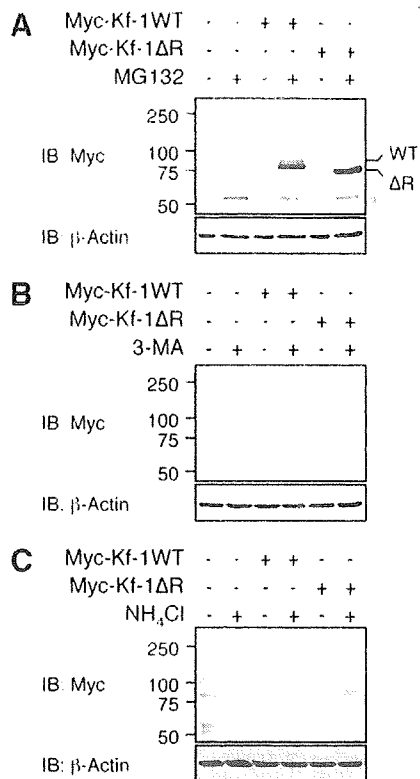 A
Myc-Kf-1WT - - + + - -
Myc-Kf-1ΔR - - - - + +
MG132 - + - + - +
250
100
75
50
IB: Myc
WT
ΔR
IB: β-Actin
B
Myc-Kf-1WT - - + + - -
Myc-Kf-1ΔR - - - - + +
3-MA - + - + - +
250
100
75
50
IB: Myc
IB: β-Actin
C
Myc-Kf-1WT - - + + - -
Myc-Kf-1ΔR - - - - + +
NH₄Cl - + - + - +
250
100
75
50
IB: Myc
IB: β-Actin